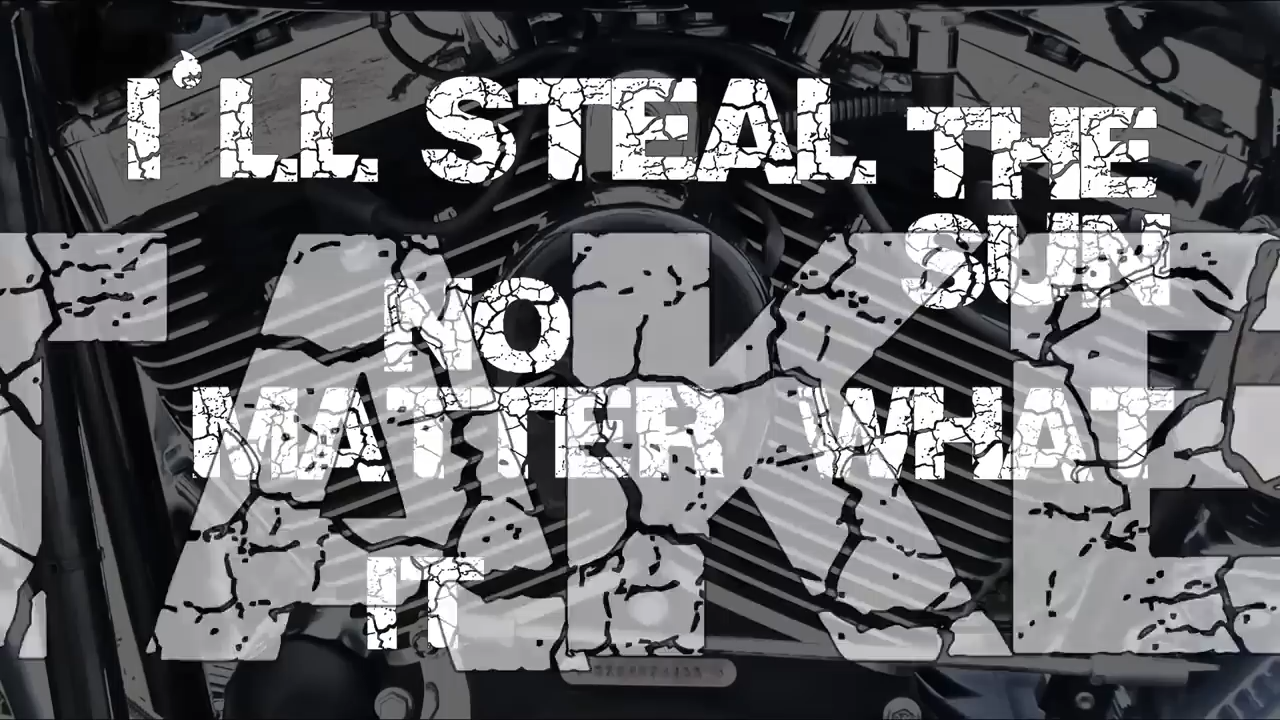 I'LL STEAL THE
SUN
NO
MATTER WHAT
IT
TAKE